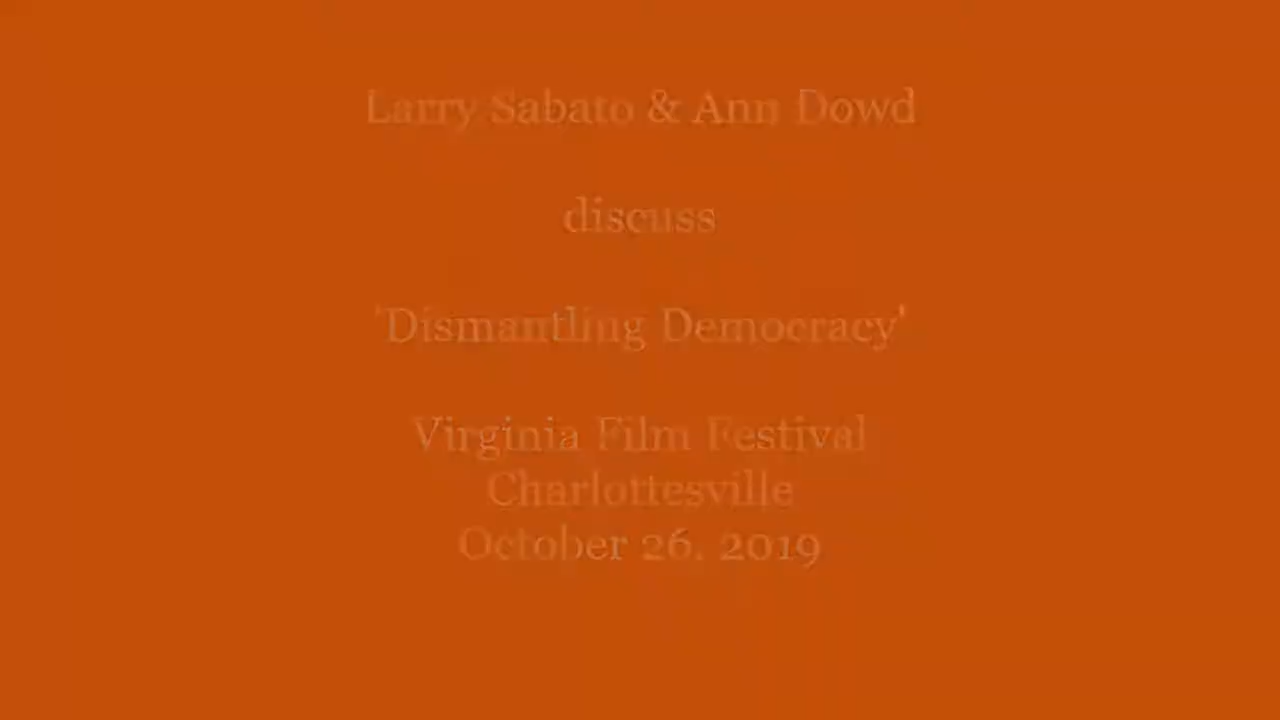 Larry Sabato & Ann Dowd
discuss
'Dismantling Democracy'
Virginia Film Festival
Charlottesville
October 26, 2019